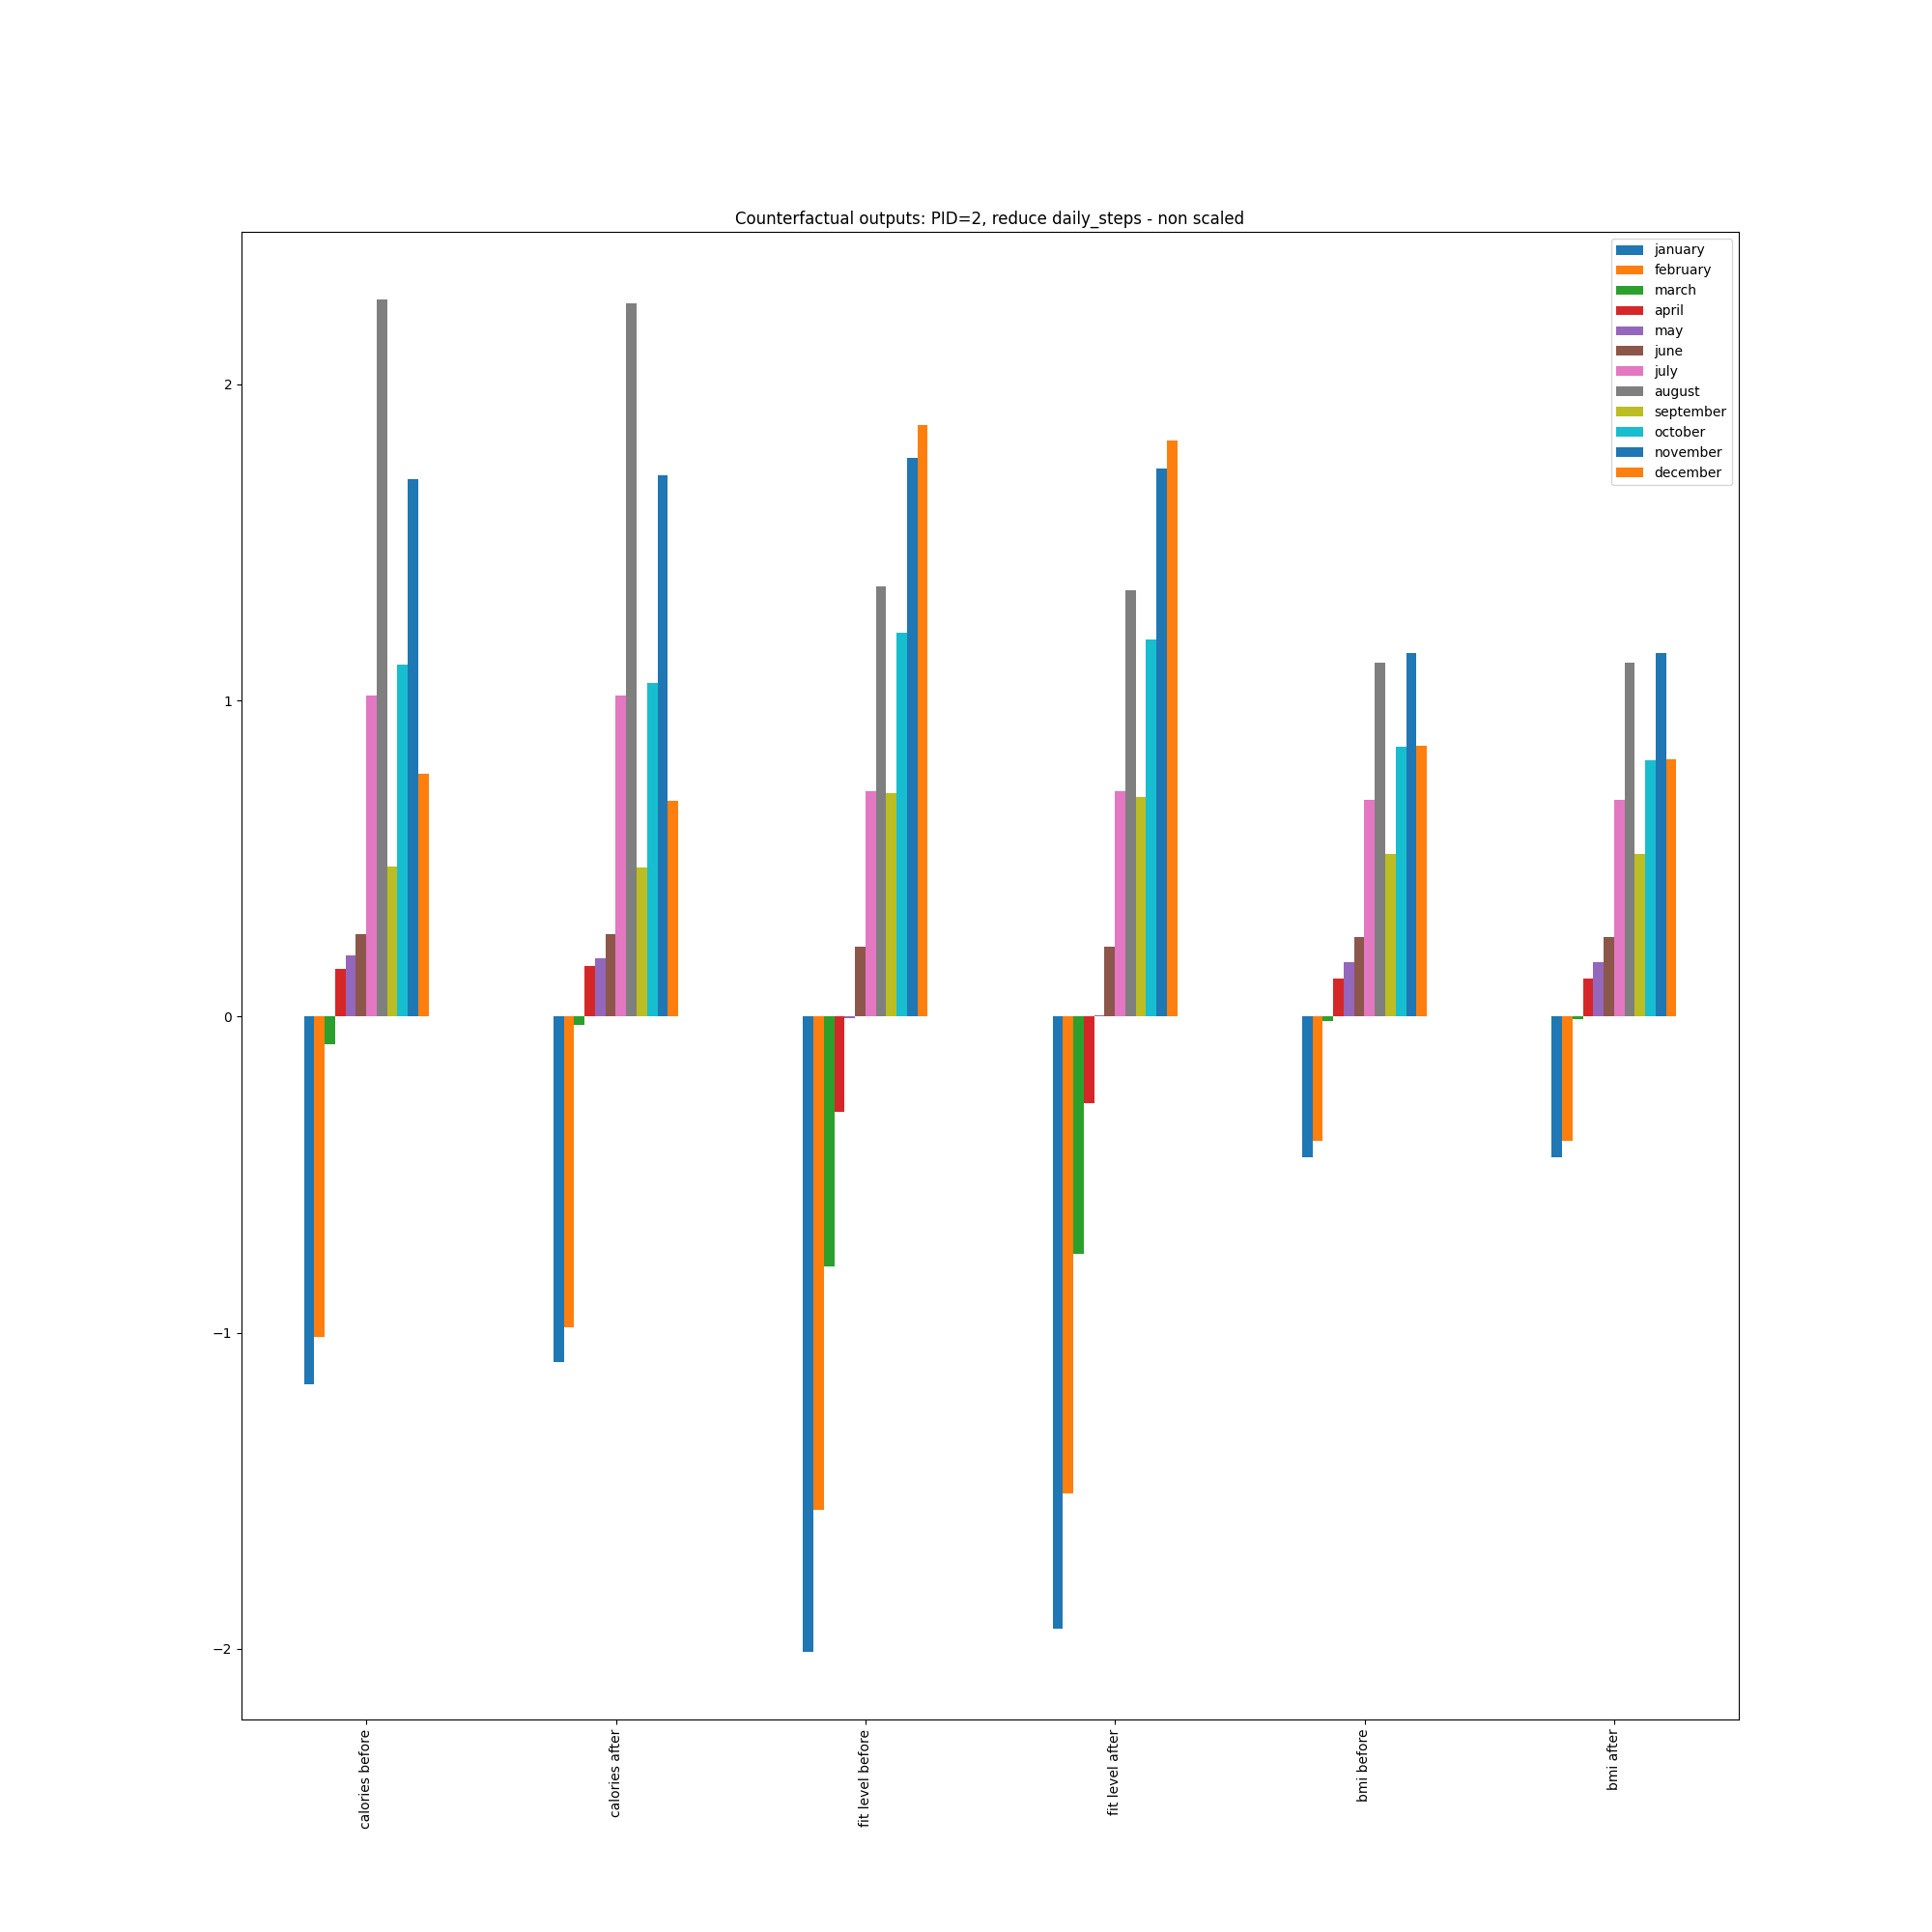 Counterfactual outputs: PID=2, reduce daily_steps - non scaled
january
february
march
april
may
june
july
august
september
october
november
december
2
1
0
−1
−2
calories before
calories after
fit level before
fit level after
bmi before
bmi after